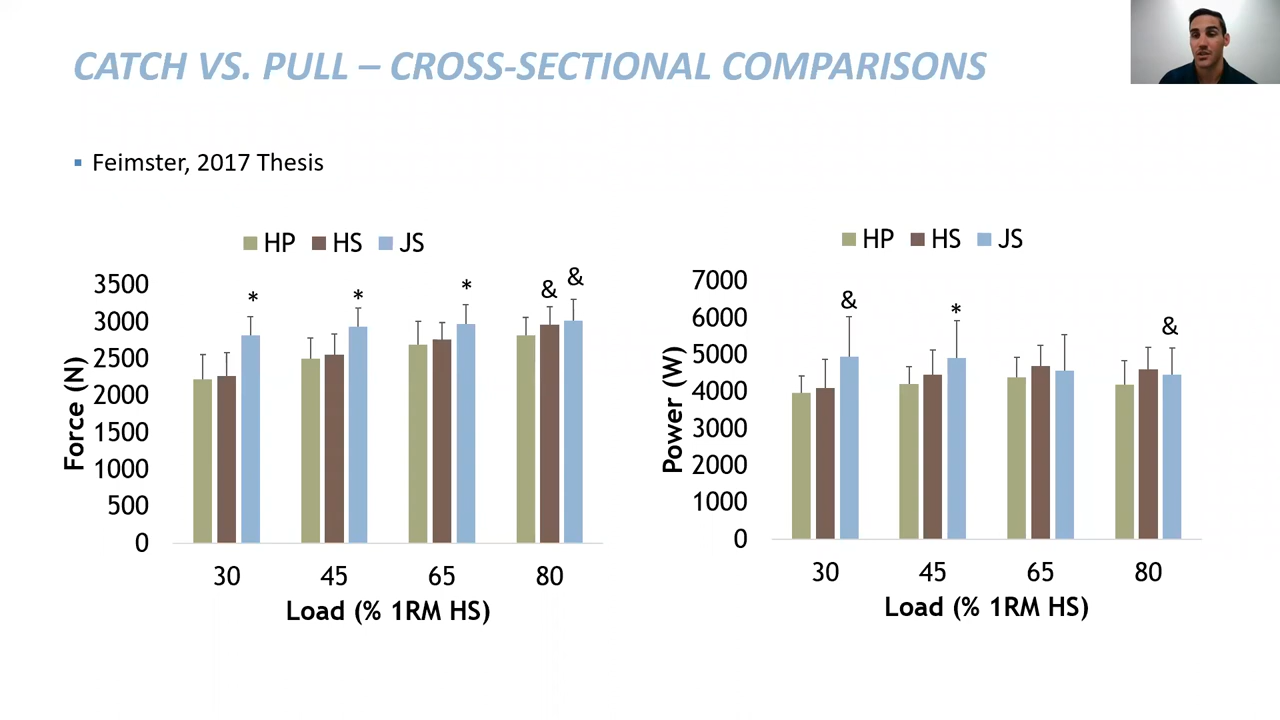 CATCH VS. PULL – CROSS-SECTIONAL COMPARISONS
▪ Feimster, 2017 Thesis
HP HS JS
Force (N)
3500
3000
2500
2000
1500
1000
500
0
* * * & &
30 45 65 80
Load (% 1RM HS)
HP HS JS
Power (W)
7000
6000
5000
4000
3000
2000
1000
0
& * &
30 45 65 80
Load (% 1RM HS)